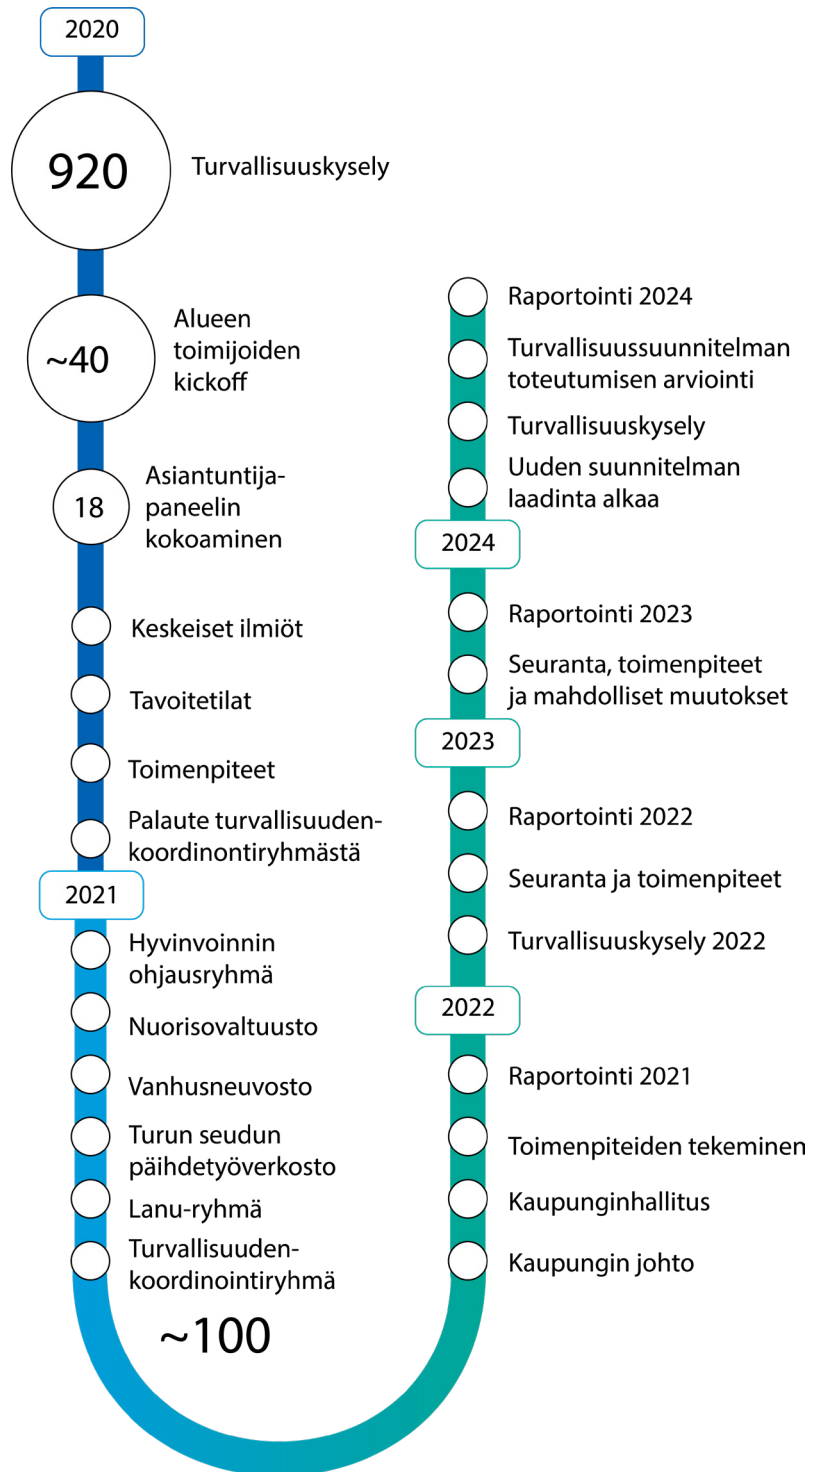 2020
920
Turvallisuuskysely
~40
Alueen
toimijoiden
kickoff
18
Asiantuntija-
paneelin
kokoaminen
Keskeiset ilmiöt
Tavoitetilat
Toimenpiteet
Palaute turvallisuuden-
koordinontiryhmästä
2021
Hyvinvoinnin
ohjausryhmä
Nuorisovaltuusto
Vanhusneuvosto
Turun seudun
päihdetyöverkosto
Lanu-ryhmä
Turvallisuuden-
koordinointiryhmä
~100
Raportointi 2024
Turvallisuussuunnitelman
toteutumisen arviointi
Turvallisuuskysely
Uuden suunnitelman
laadinta alkaa
2024
Raportointi 2023
Seuranta, toimenpiteet
ja mahdolliset muutokset
2023
Raportointi 2022
Seuranta ja toimenpiteet
Turvallisuuskysely 2022
2022
Raportointi 2021
Toimenpiteiden tekeminen
Kaupunginhallitus
Kaupungin johto